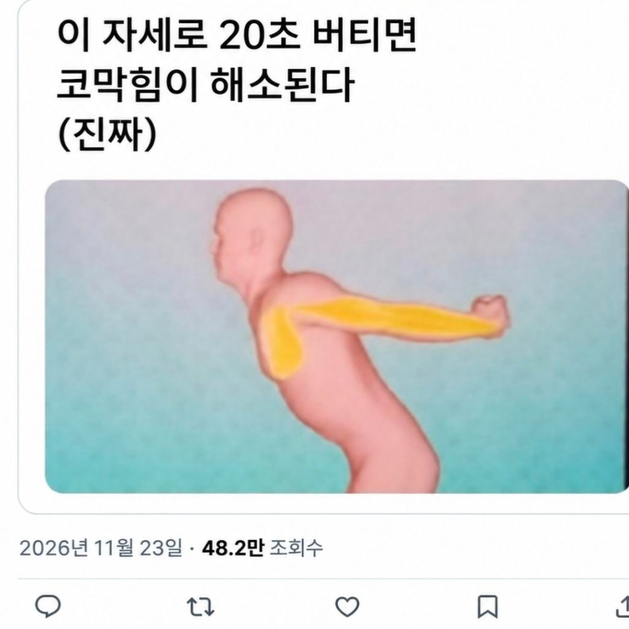 이 자세로 20초 버티면
코막힘이 해소된다
(진짜)
2026년 11월 23일 · 48.2만 조회수